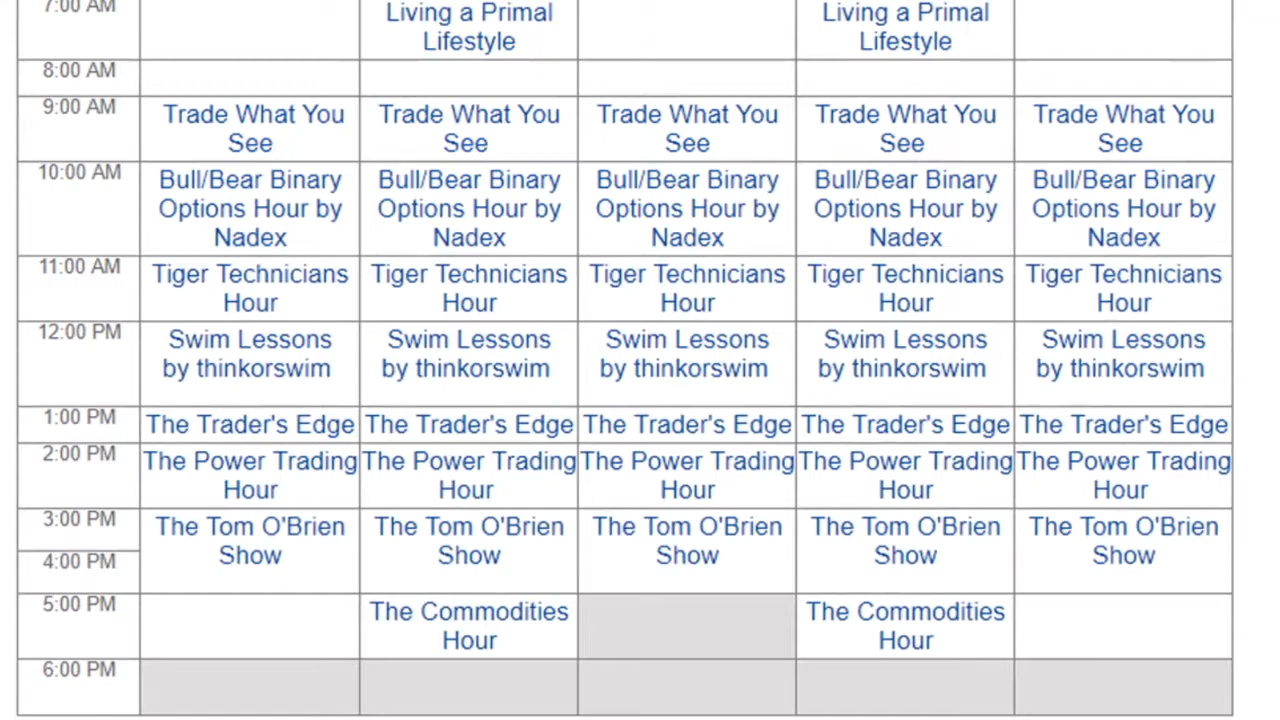 7:00 AM
Living a Primal Living a Primal
Lifestyle Lifestyle
8:00 AM
9:00 AM
Trade What You Trade What You Trade What You Trade What You Trade What You
See See See See See
10:00 AM
Bull/Bear Binary Bull/Bear Binary Bull/Bear Binary Bull/Bear Binary Bull/Bear Binary
Options Hour by Options Hour by Options Hour by Options Hour by Options Hour by
Nadex Nadex Nadex Nadex Nadex
11:00 AM
Tiger Technicians Tiger Technicians Tiger Technicians Tiger Technicians Tiger Technicians
Hour Hour Hour Hour Hour
12:00 PM
Swim Lessons Swim Lessons Swim Lessons Swim Lessons Swim Lessons
by thinkorswim by thinkorswim by thinkorswim by thinkorswim by thinkorswim
1:00 PM
The Trader's Edge The Trader's Edge The Trader's Edge The Trader's Edge The Trader's Edge
2:00 PM
The Power Trading The Power Trading The Power Trading The Power Trading The Power Trading
Hour Hour Hour Hour Hour
3:00 PM
The Tom O'Brien The Tom O'Brien The Tom O'Brien The Tom O'Brien The Tom O'Brien
Show Show Show Show Show
4:00 PM
5:00 PM
The Commodities The Commodities
Hour Hour
6:00 PM